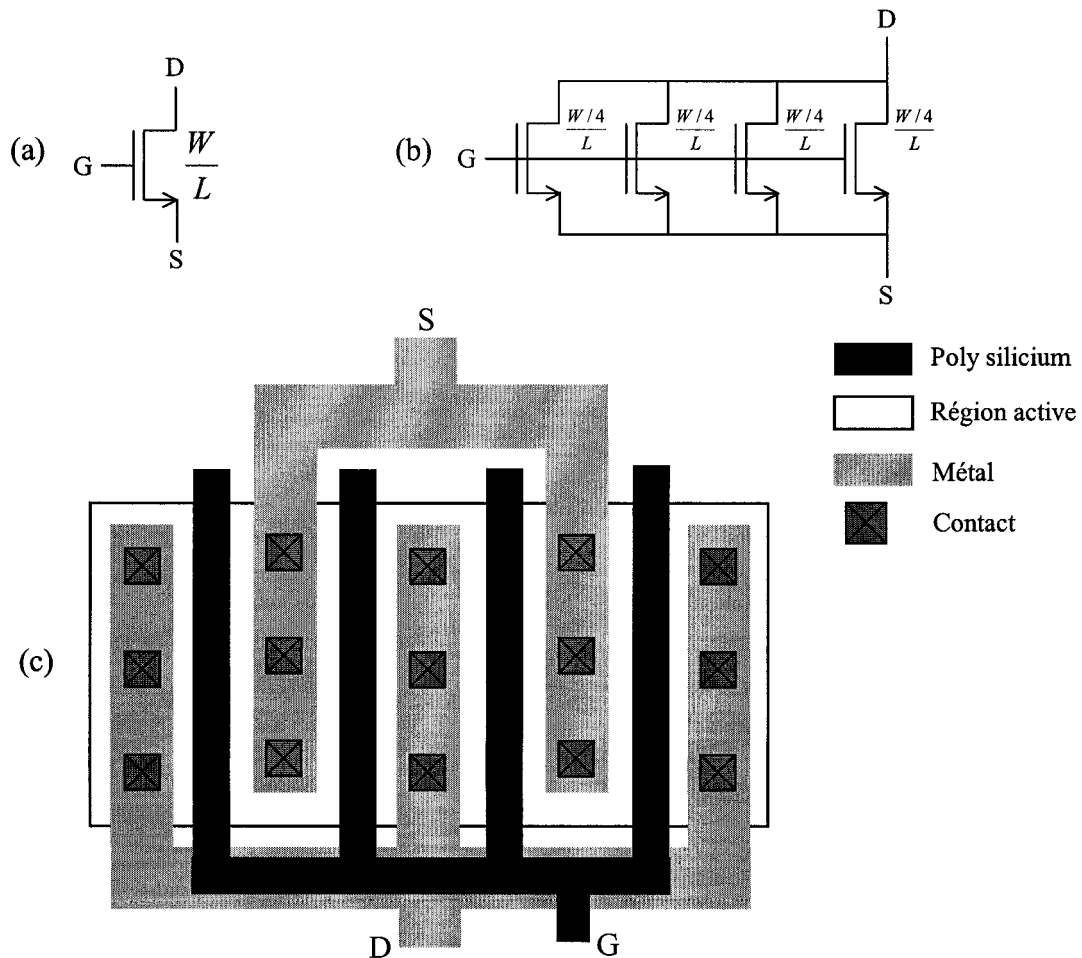 (a)
D
G
W
L
S
(b)
D
G
W/4
L
W/4
L
W/4
L
W/4
L
S
(c)
S
D
G
Poly silicium
Région active
Métal
Contact